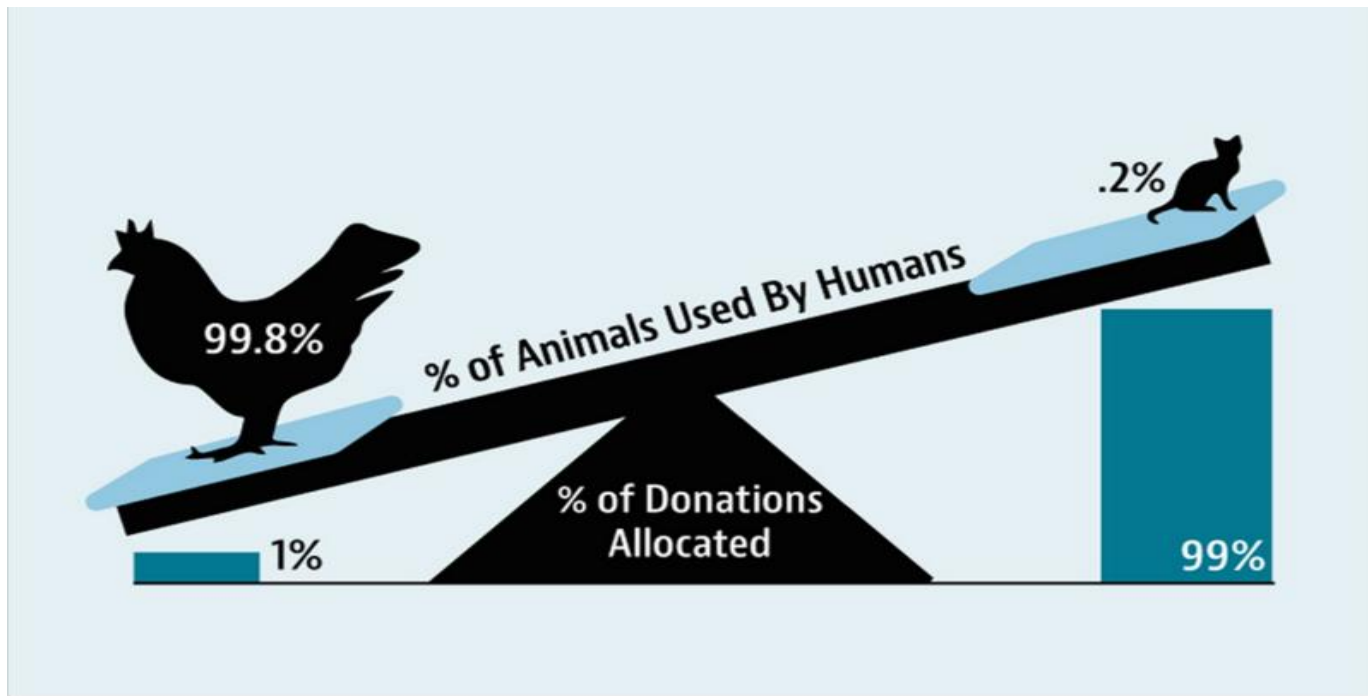 .2%
% of Animals Used By Humans
99.8%
% of Donations
Allocated
1%
99%